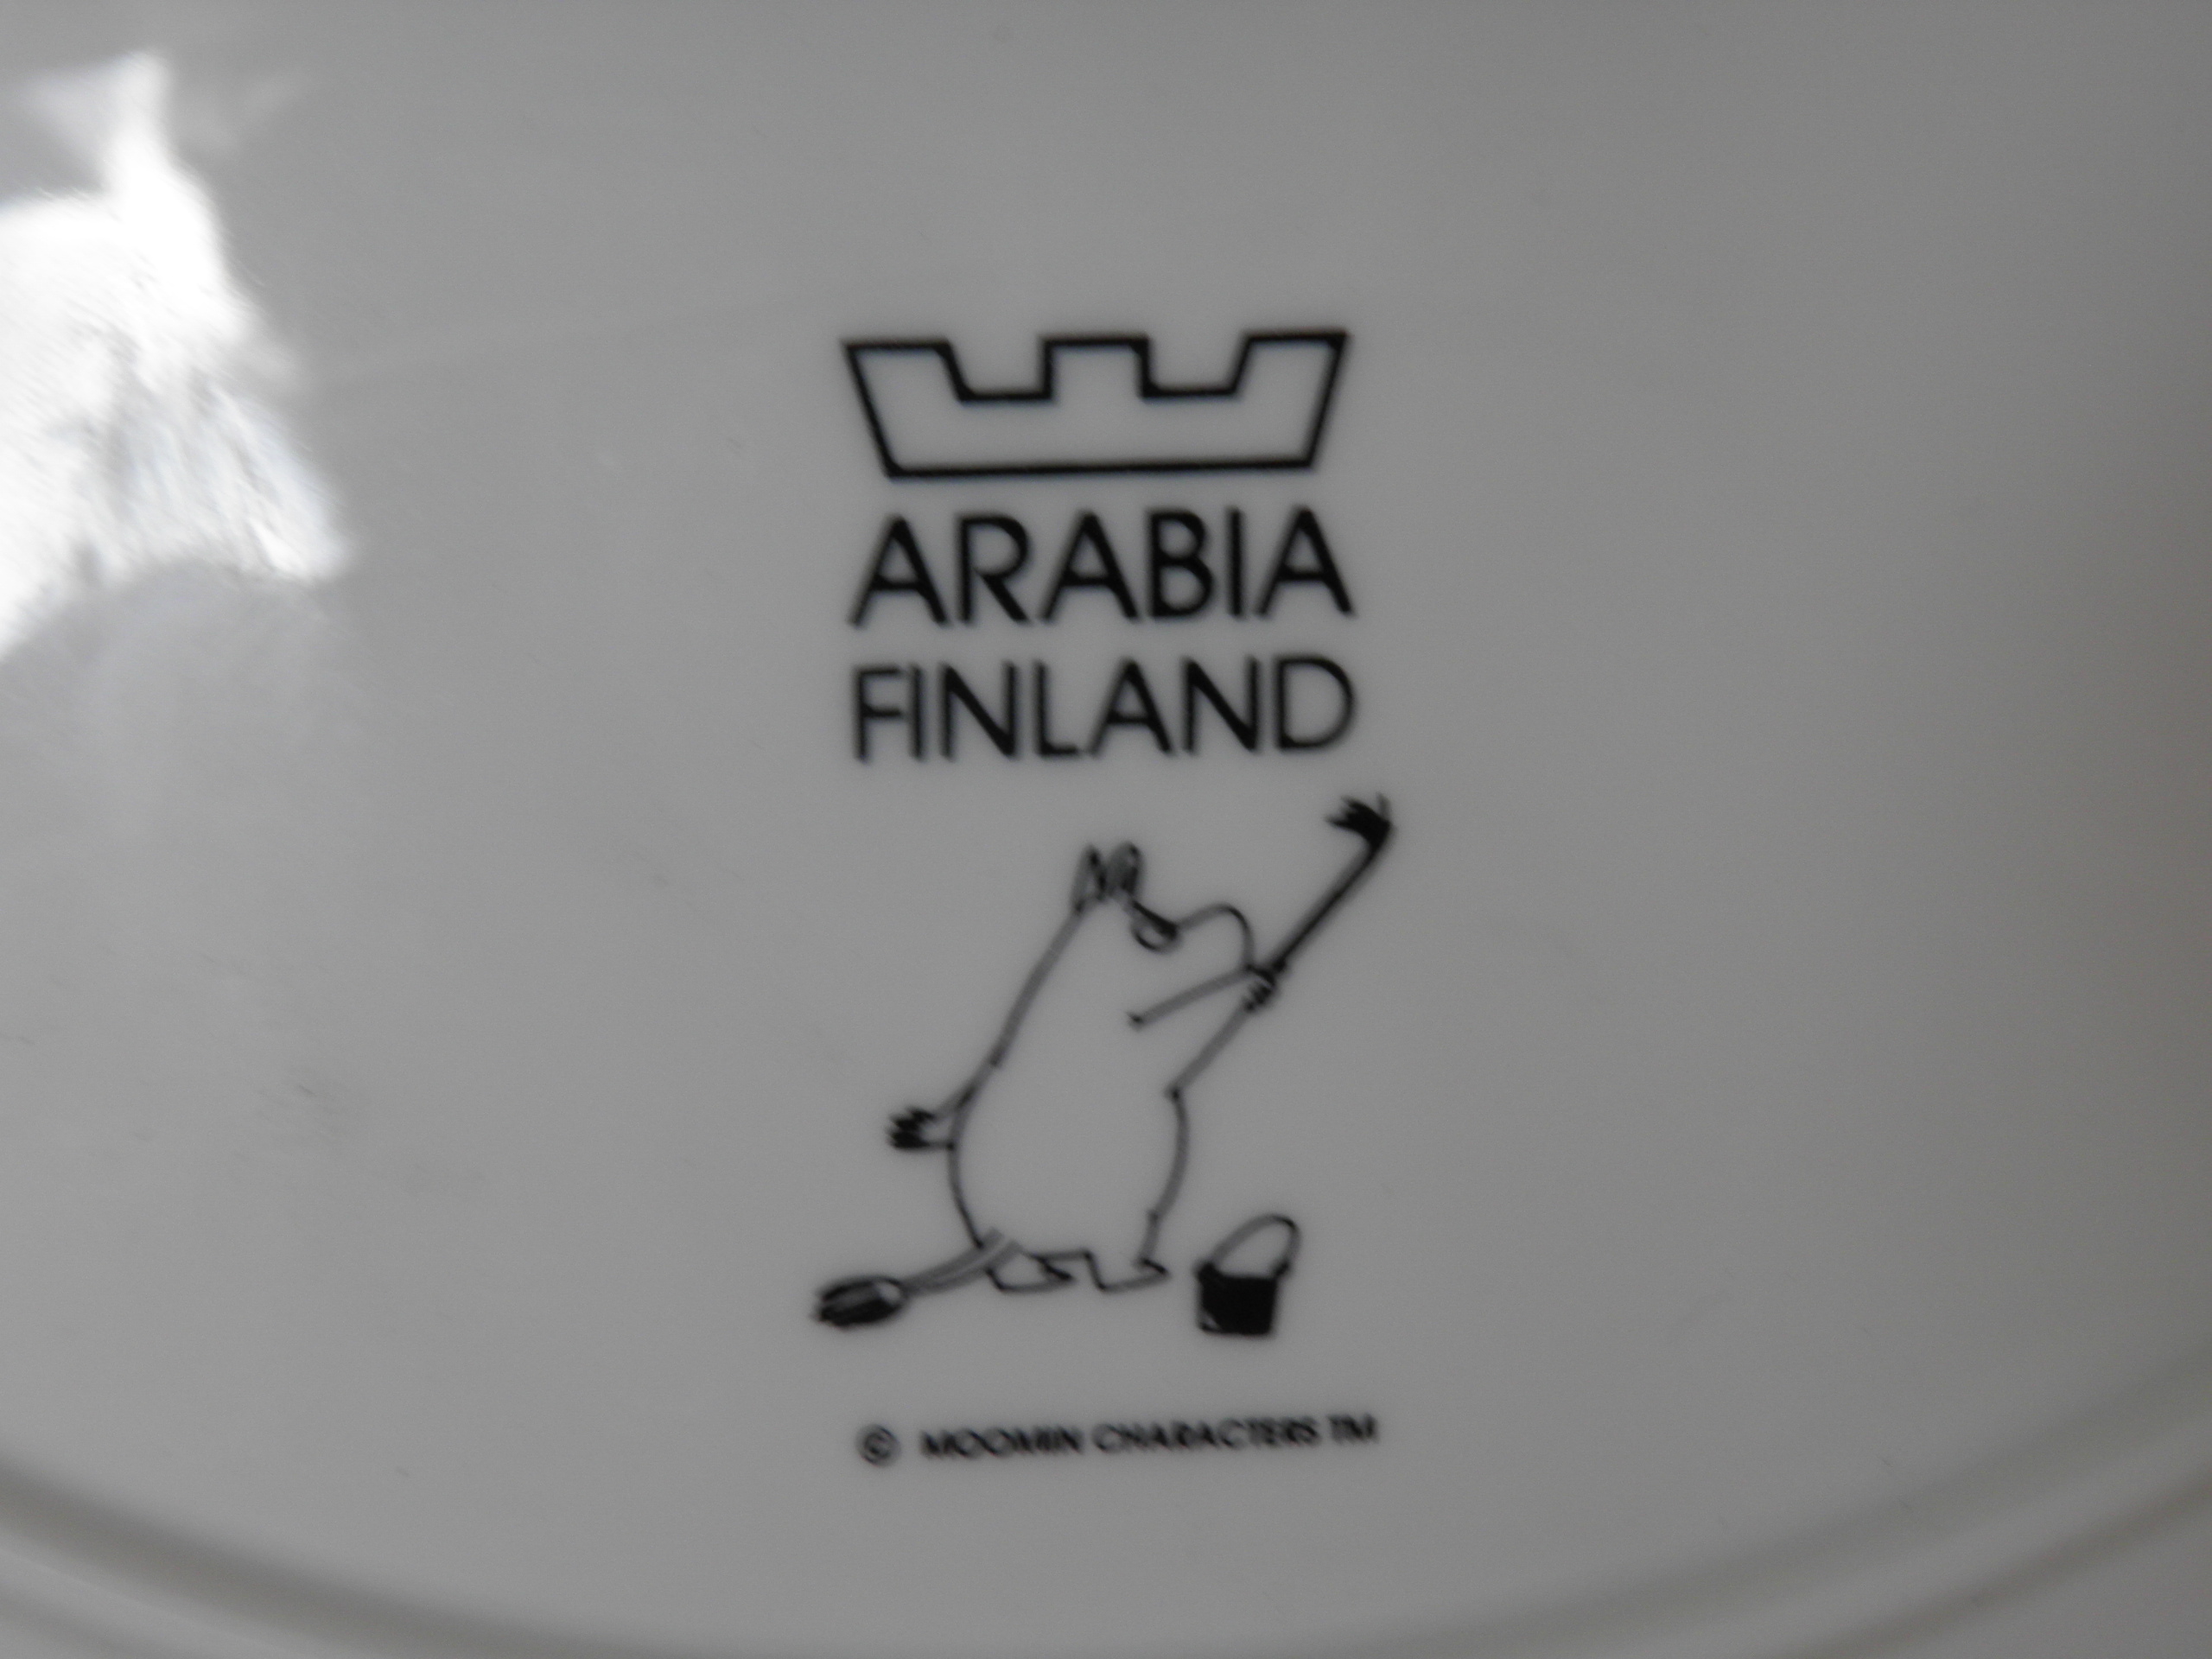 ARABIA
FINLAND
© MOOMIN CHARACTERS TM